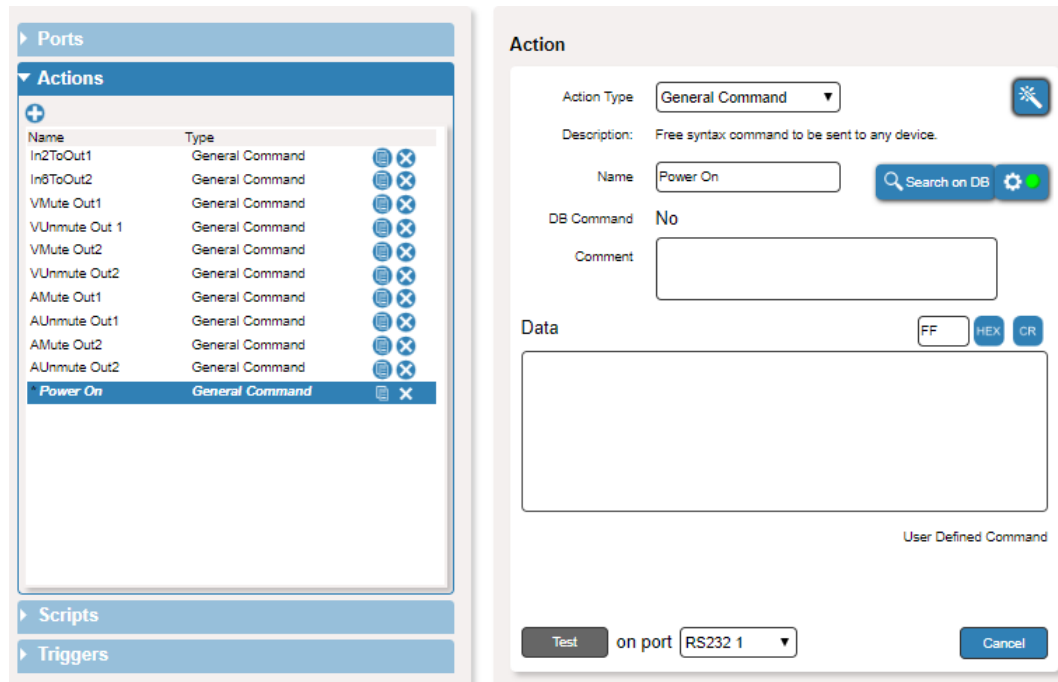 Ports
Actions
Name Type
In2ToOut1 General Command
In6ToOut2 General Command
VMute Out1 General Command
VUnmute Out 1 General Command
VMute Out2 General Command
VUnmute Out2 General Command
AMute Out1 General Command
AUnmute Out1 General Command
AMute Out2 General Command
AUnmute Out2 General Command
*Power On General Command
Scripts
Triggers
Action
Action Type General Command
Description: Free syntax command to be sent to any device.
Name Power On Search on DB
DB Command No
Comment
Data FF HEX CR
User Defined Command
Test on port RS232 1 Cancel